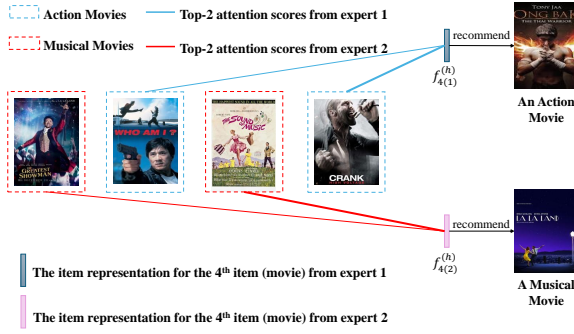 Action Movies
Top-2 attention scores from expert 1
Musical Movies
Top-2 attention scores from expert 2
recommend
f_{4(1)}^{(h)}
TONY JAA
ONG BAK
THE THAI WARRIOR
An Action
Movie
THE GREATEST
SHOWMAN
WHO AM I ?
THE SOUND
OF MUSIC
CRANK
recommend
f_{4(2)}^{(h)}
LA LA LAND
A Musical
Movie
The item representation for the 4th item (movie) from expert 1
The item representation for the 4th item (movie) from expert 2